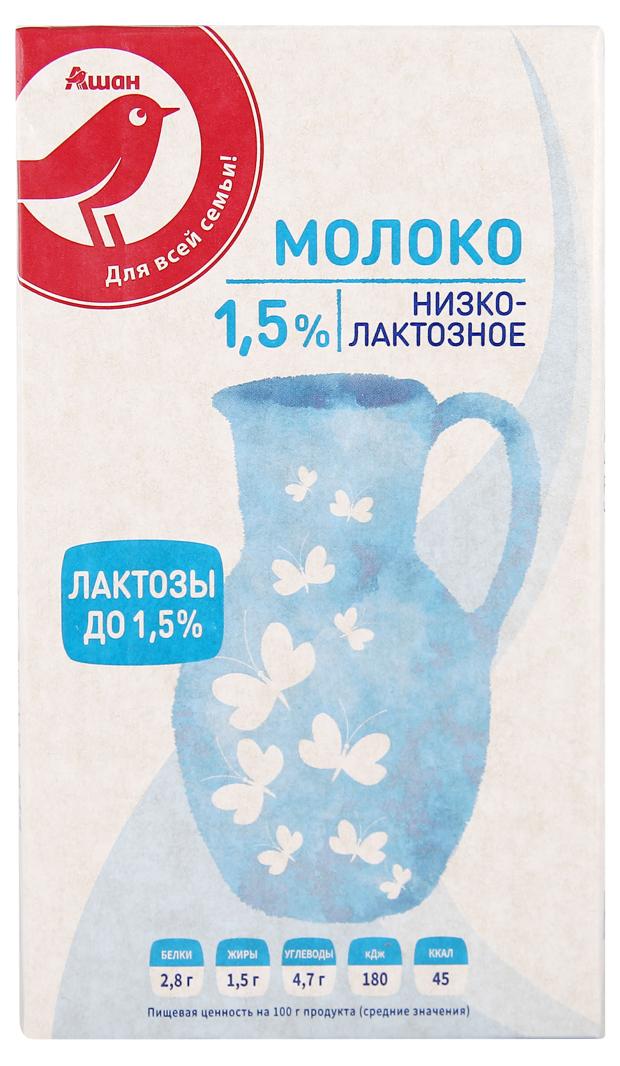 Ашан
Для всей семьи!
МОЛОКО
1,5% НИЗКО-
ЛАКТОЗНОЕ
ЛАКТОЗЫ
ДО 1,5%
БЕЛКИ ЖИРЫ УГЛЕВОДЫ кДж ККАЛ
2,8 г 1,5 г 4,7 г 180 45
Пищевая ценность на 100 г продукта (средние значения)